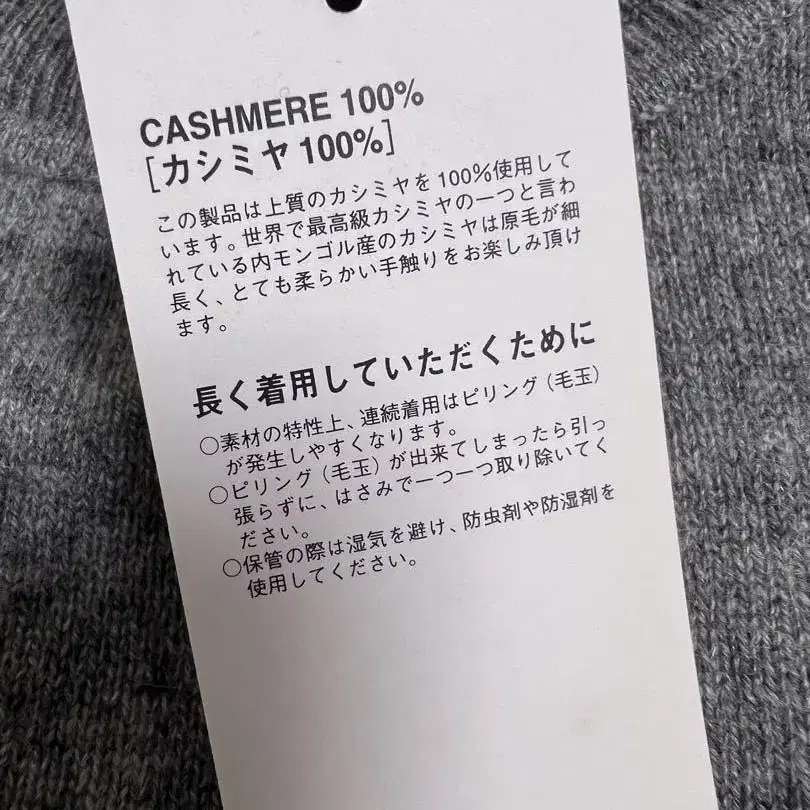 CASHMERE 100%
[カシミヤ 100%]
この製品は上質のカシミヤを100%使用して
います。世界で最高級カシミヤの一つと言わ
れている内モンゴル産のカシミヤは原毛が細
長く、とても柔らかい手触りをお楽しみ頂け
ます。
長く着用していただくために
○素材の特性上、連続着用はピリング（毛玉）
が発生しやすくなります。
○ピリング（毛玉）が出来てしまったら引っ
張らずに、はさみで一つ一つ取り除いてく
ださい。
○保管の際は湿気を避け、防虫剤や防湿剤を
使用してください。